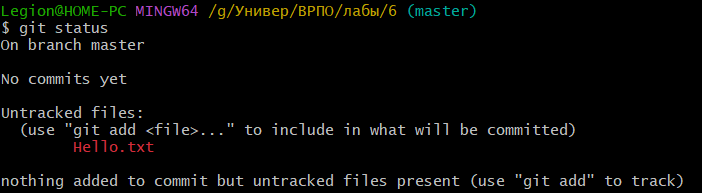 Legion@HOME-PC MINGW64 /g/Универ/ВРПО/лабы/6 (master)
$ git status
On branch master
No commits yet
Untracked files:
(use "git add <file>..." to include in what will be committed)
Hello.txt
nothing added to commit but untracked files present (use "git add" to track)